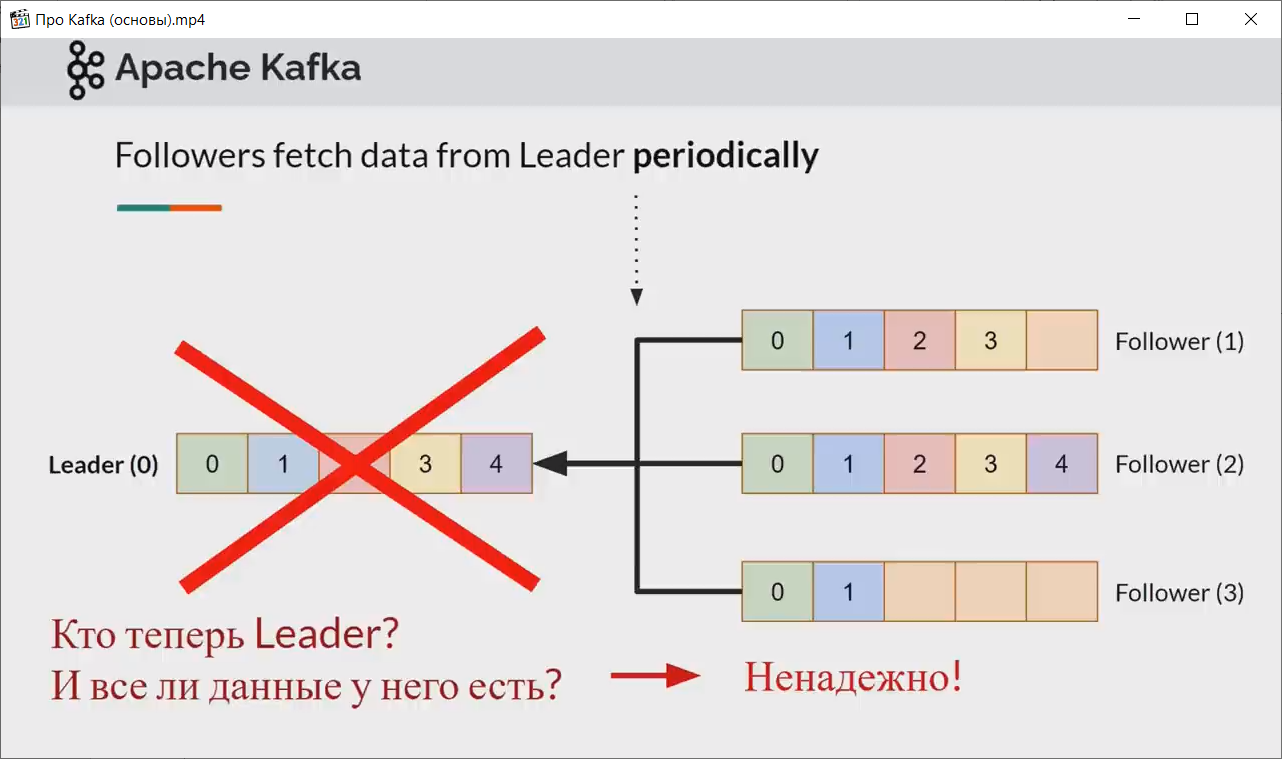 Про Kafka (основы).mp4
Apache Kafka
Followers fetch data from Leader periodically
0 1 2 3 Follower (1)
Leader (0) 0 1 3 4
0 1 2 3 4 Follower (2)
0 1 Follower (3)
Кто теперь Leader?
И все ли данные у него есть?
Ненадежно!